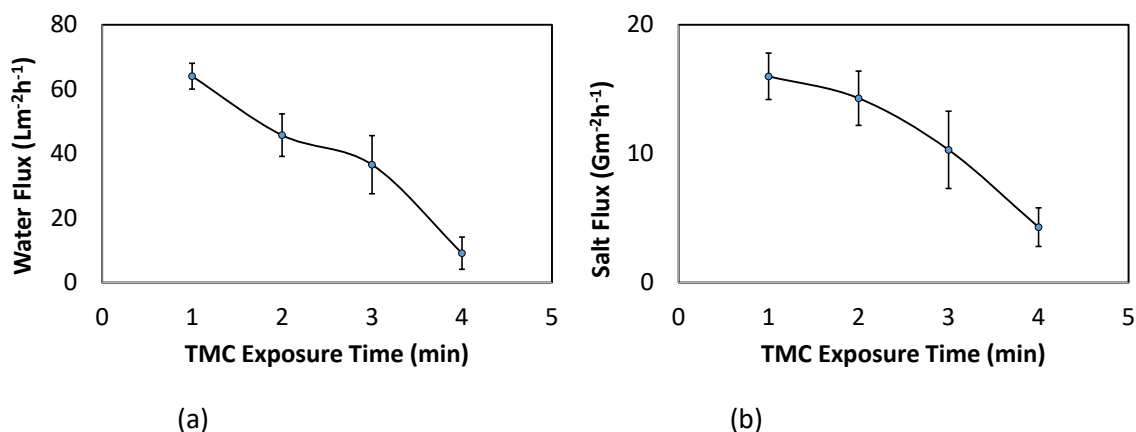 80
60
40
20
0
0 1 2 3 4 5
Water Flux (Lm⁻²h⁻¹)
TMC Exposure Time (min)
(a)
20
10
0
0 1 2 3 4 5
Salt Flux (Gm⁻²h⁻¹)
TMC Exposure Time (min)
(b)